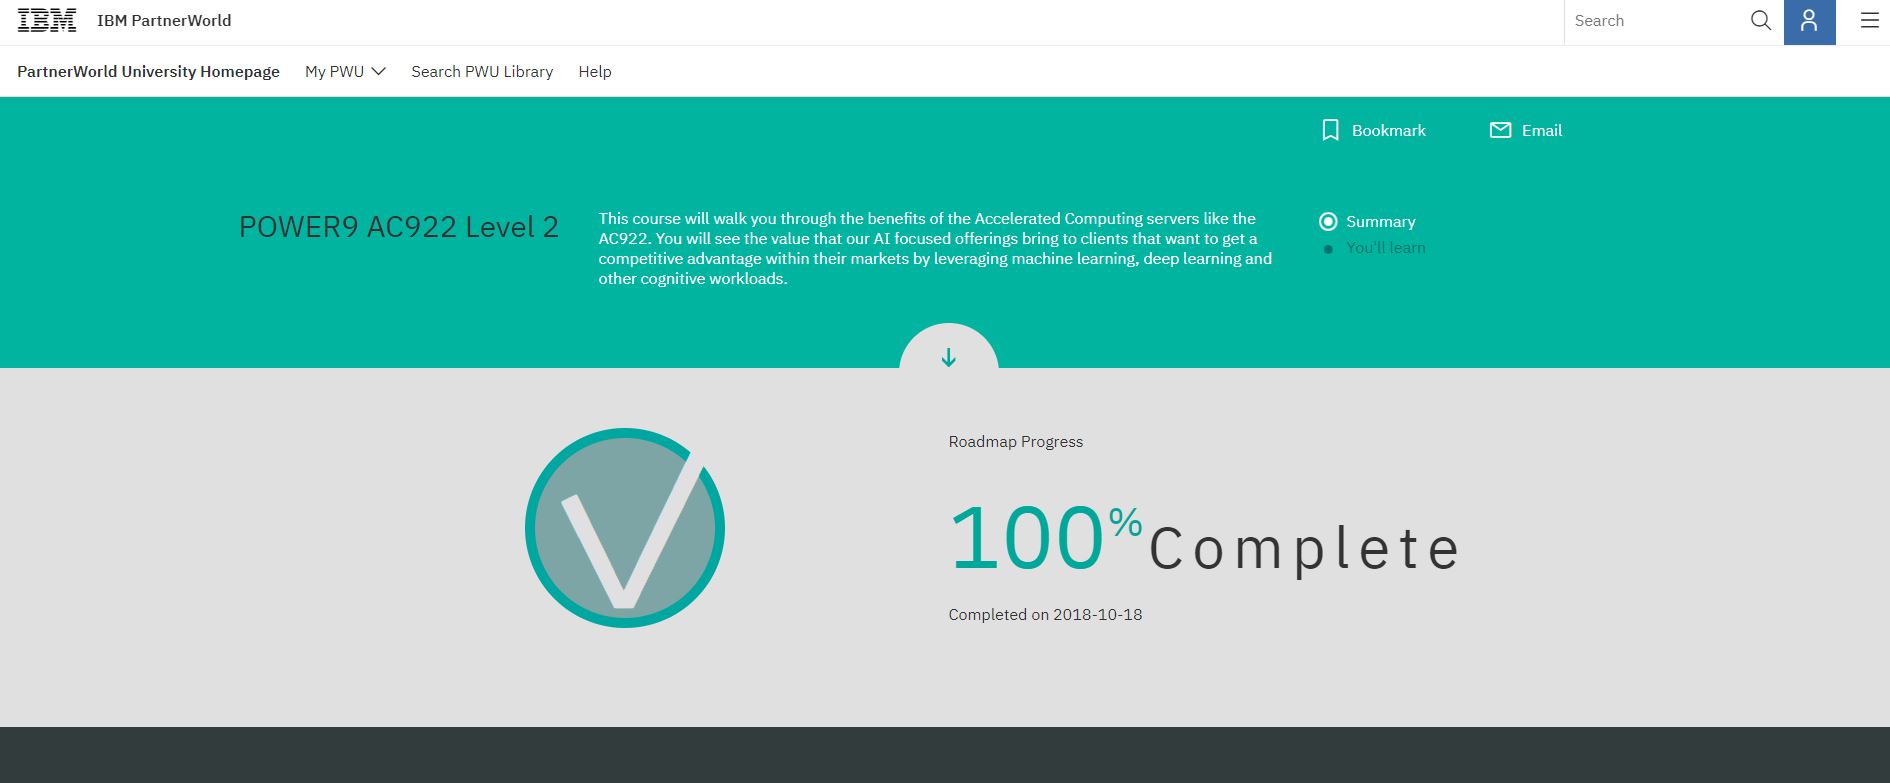 IBM IBM PartnerWorld Search
PartnerWorld University Homepage My PWU Search PWU Library Help
Bookmark Email
POWER9 AC922 Level 2
This course will walk you through the benefits of the Accelerated Computing servers like the
AC922. You will see the value that our AI focused offerings bring to clients that want to get a
competitive advantage within their markets by leveraging machine learning, deep learning and
other cognitive workloads.
Summary
You'll learn
Roadmap Progress
100% Complete
Completed on 2018-10-18